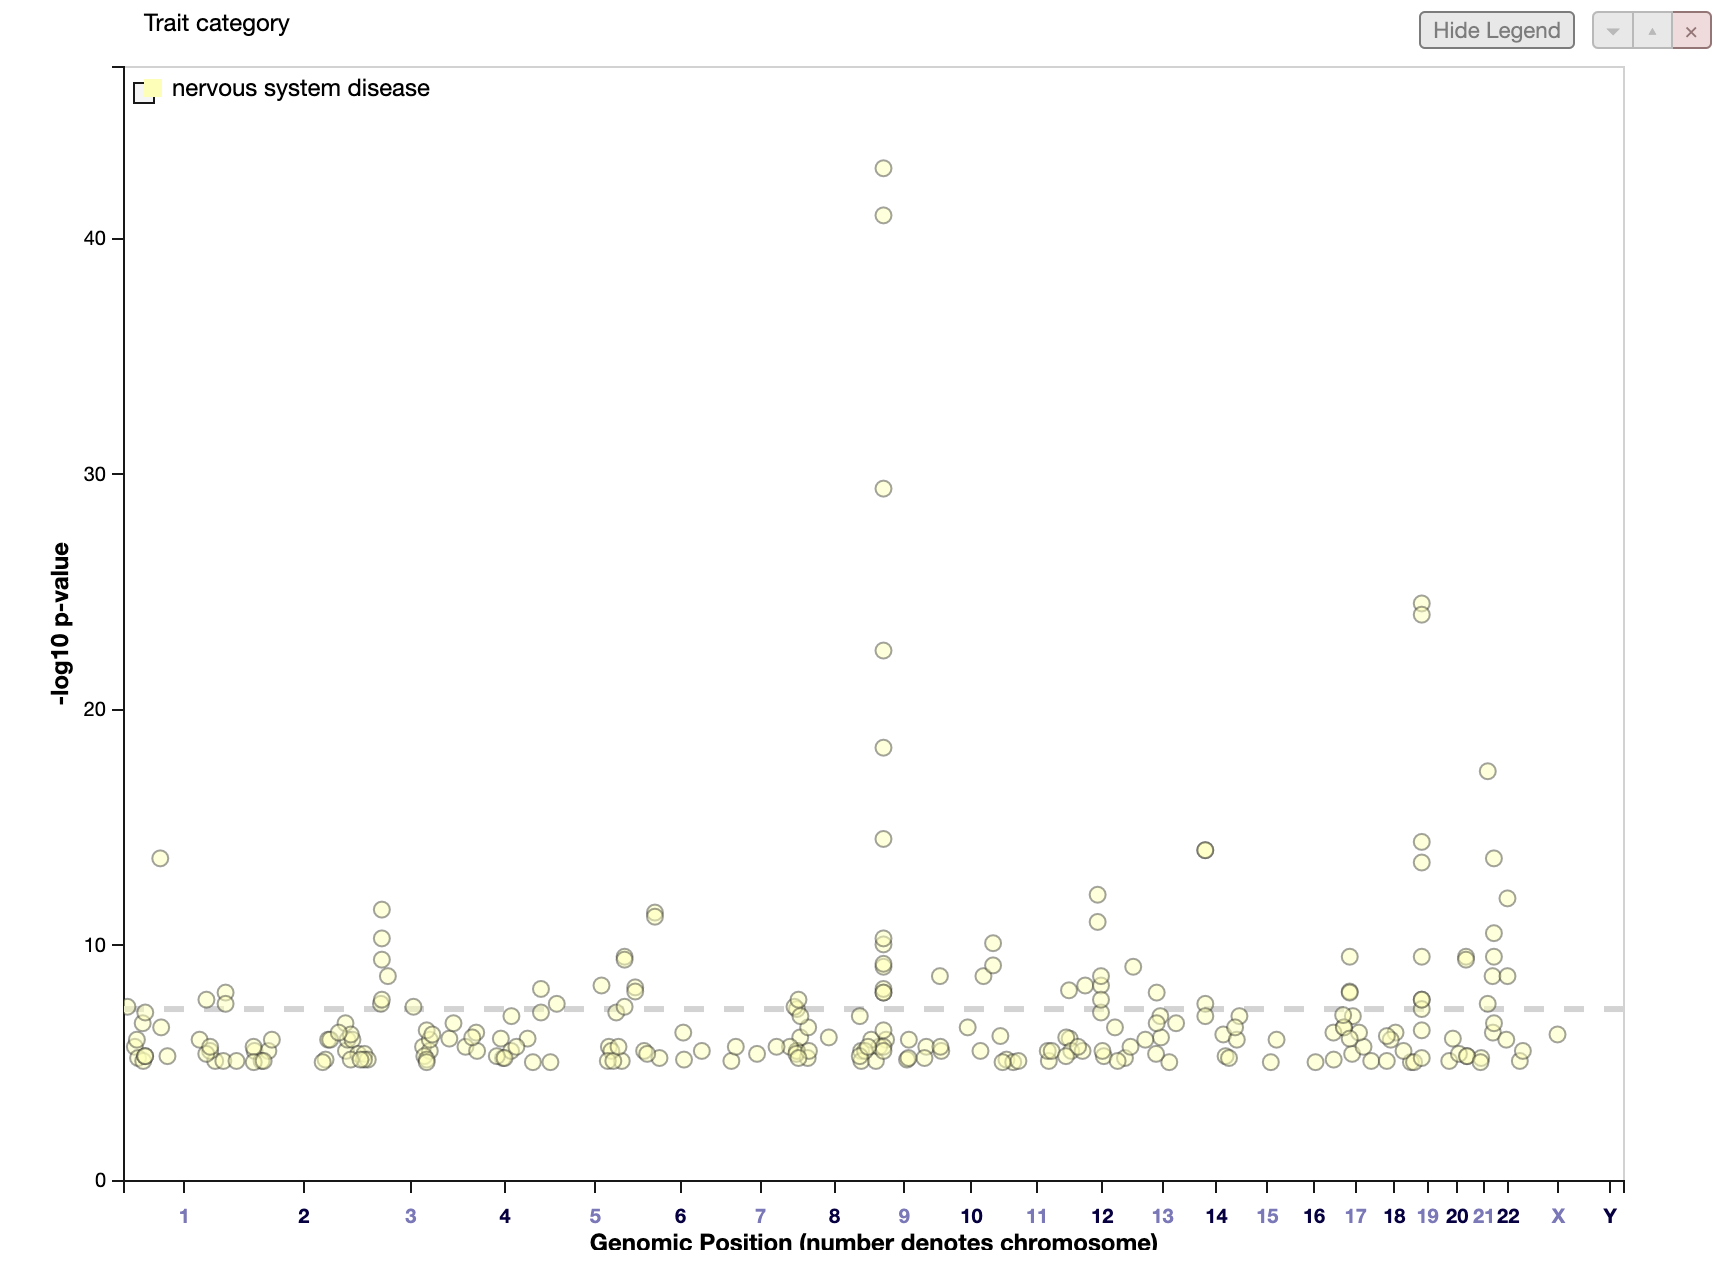 Trait category
Hide Legend
▼ ▲ ×
nervous system disease
40
30
20
10
0
-log10 p-value
1 2 3 4 5 6 7 8 9 10 11 12 13 14 15 16 17 18 19 20 21 22 X Y
Genomic Position (number denotes chromosome)